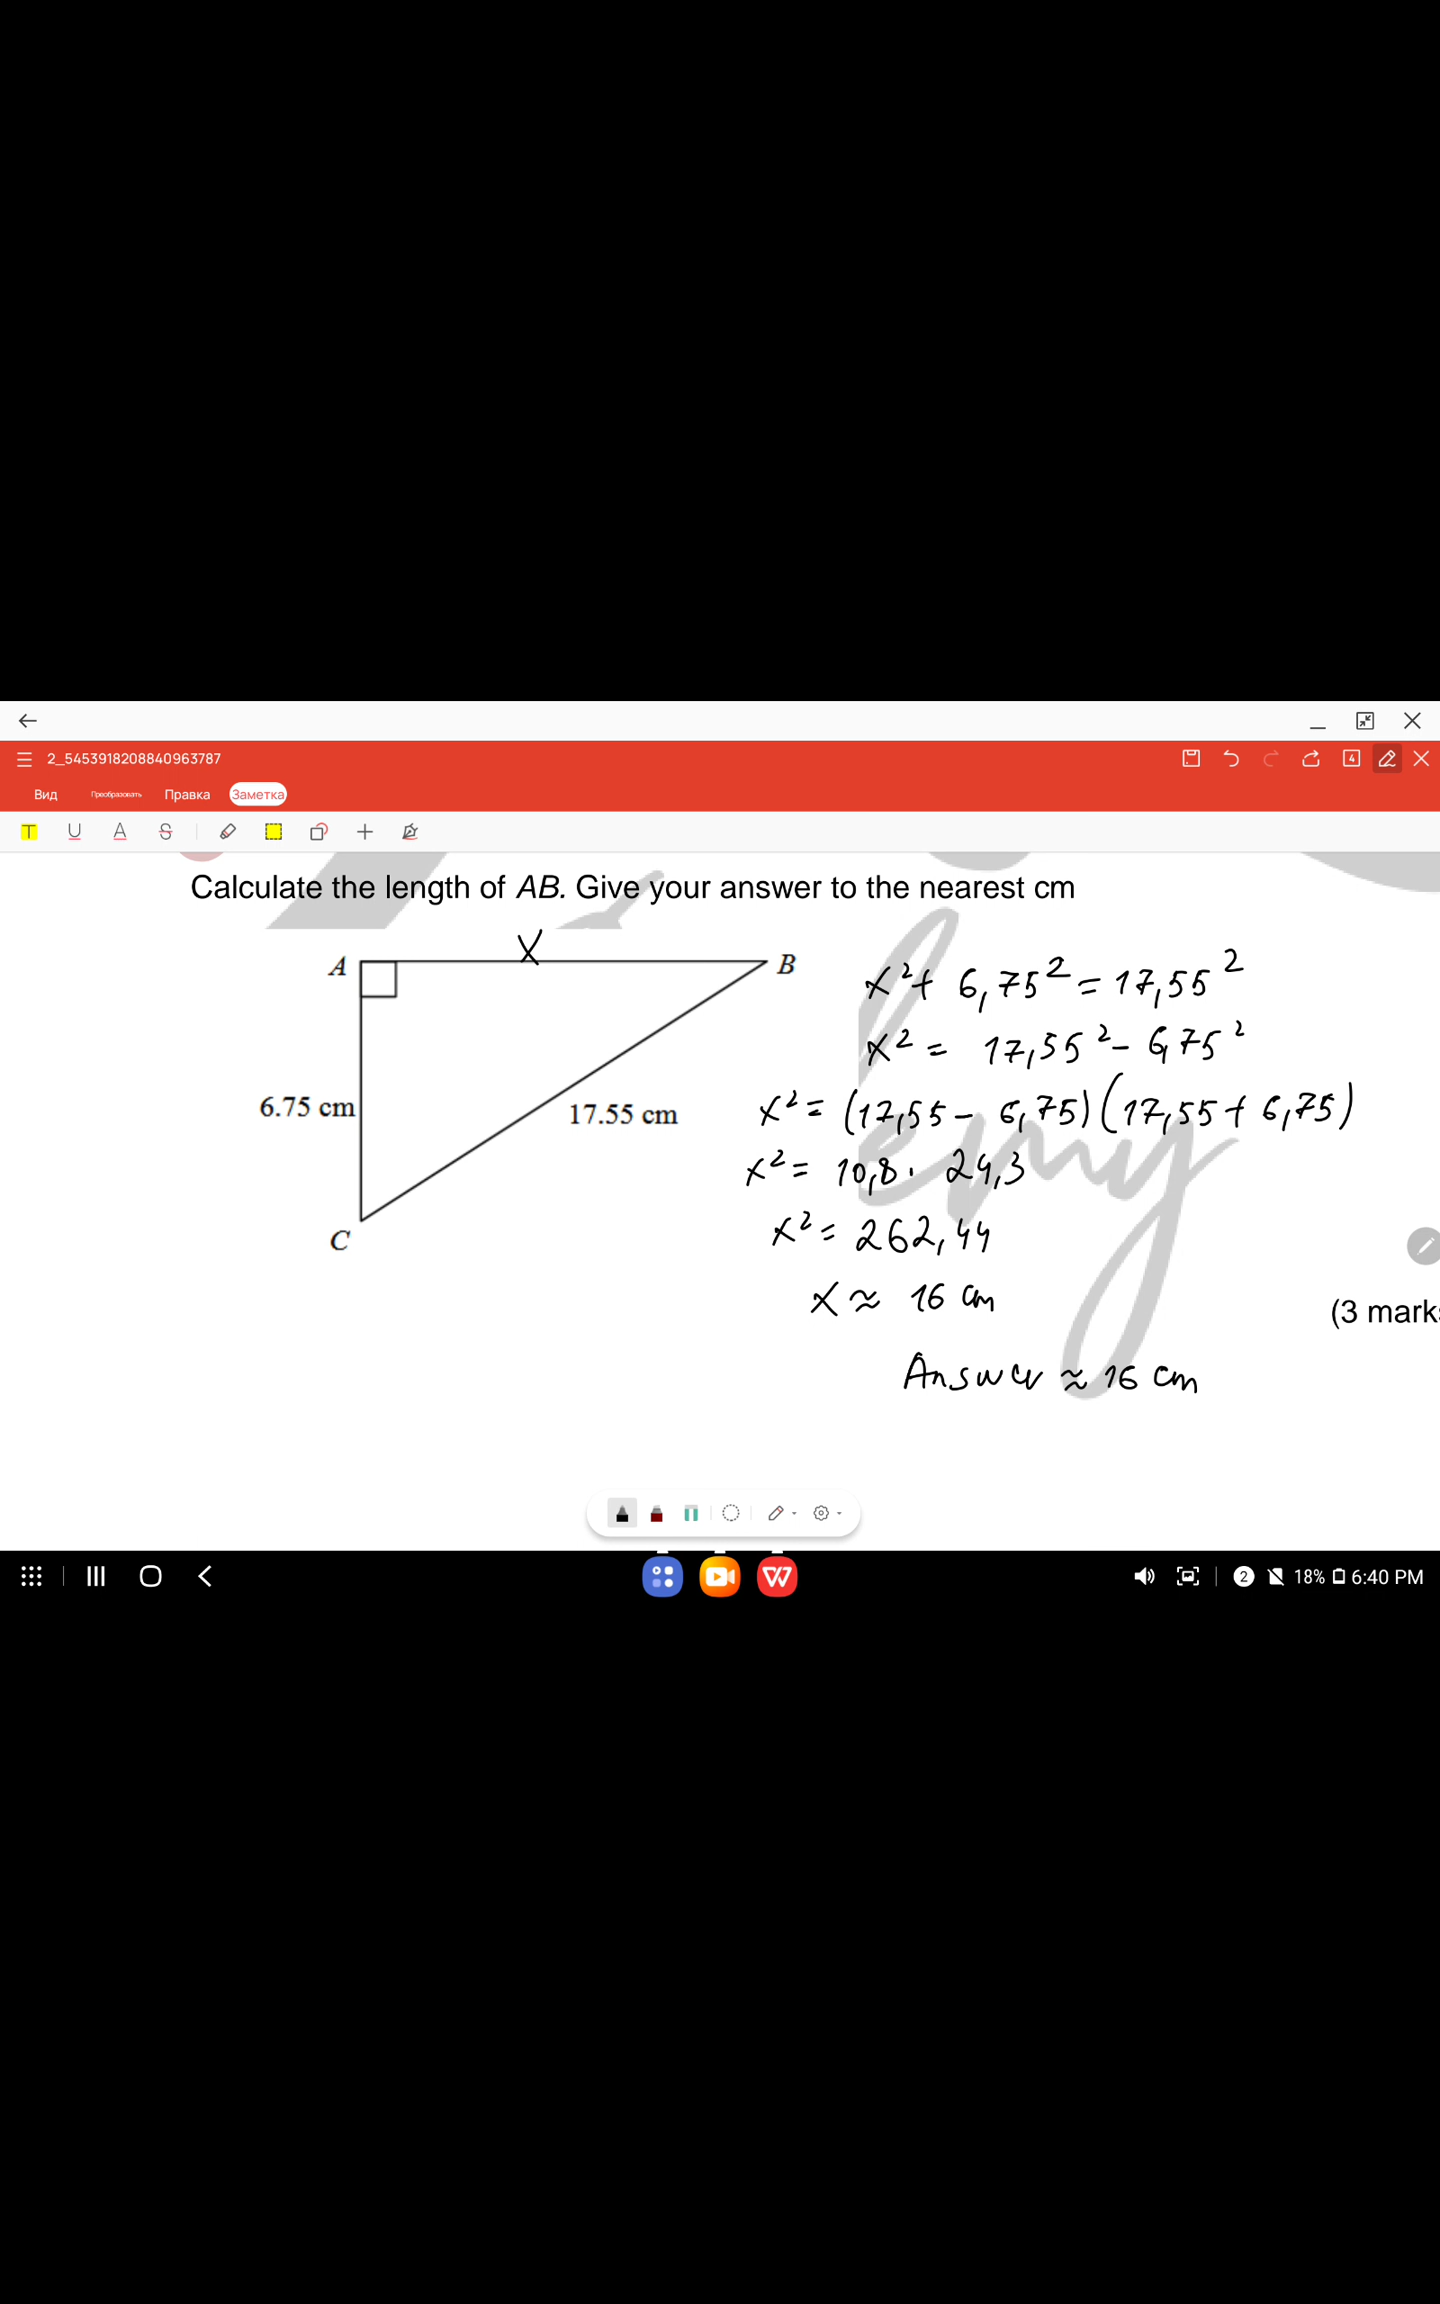 2_5453918208840963787
4
Вид Преобразовать Правка Заметка
T U A S
Calculate the length of AB. Give your answer to the nearest cm
A x B
6.75 cm
17.55 cm
C
x² + 6,75² = 17,55²
x² = 17,55² - 6,75²
x² = (17,55 - 6,75)(17,55 + 6,75)
x² = 10,8 · 24,3
x² = 262,44
x ≈ 16 cm
(3 mark
Answer ≈ 16 cm
2 18% 6:40 PM